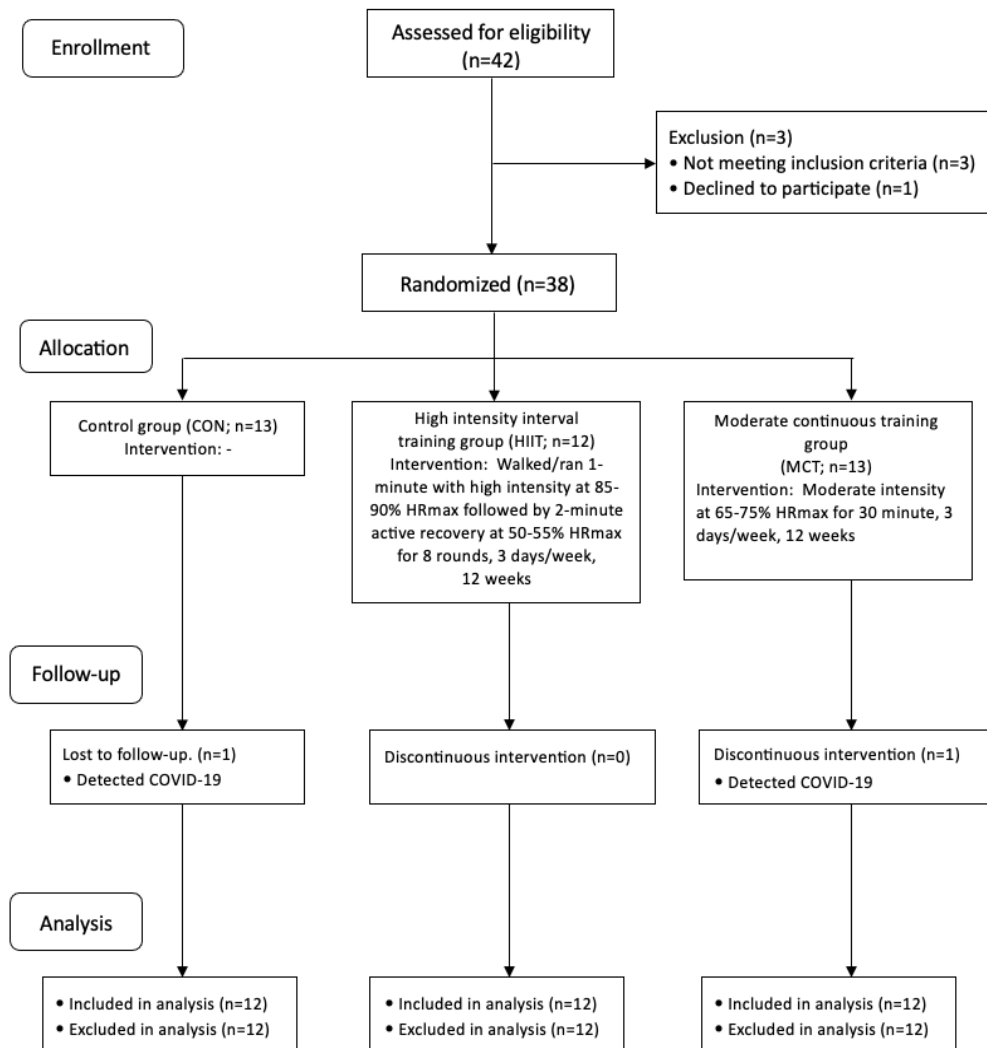 Enrollment
Assessed for eligibility
(n=42)
Exclusion (n=3)
• Not meeting inclusion criteria (n=3)
• Declined to participate (n=1)
Randomized (n=38)
Allocation
Control group (CON; n=13)
Intervention: -
High intensity interval
training group (HIIT; n=12)
Intervention: Walked/ran 1-
minute with high intensity at 85-
90% HRmax followed by 2-minute
active recovery at 50-55% HRmax
for 8 rounds, 3 days/week,
12 weeks
Moderate continuous training
group
(MCT; n=13)
Intervention: Moderate intensity
at 65-75% HRmax for 30 minute, 3
days/week, 12 weeks
Follow-up
Lost to follow-up. (n=1)
• Detected COVID-19
Discontinuous intervention (n=0)
Discontinuous intervention (n=1)
• Detected COVID-19
Analysis
• Included in analysis (n=12)
• Excluded in analysis (n=12)
• Included in analysis (n=12)
• Excluded in analysis (n=12)
• Included in analysis (n=12)
• Excluded in analysis (n=12)